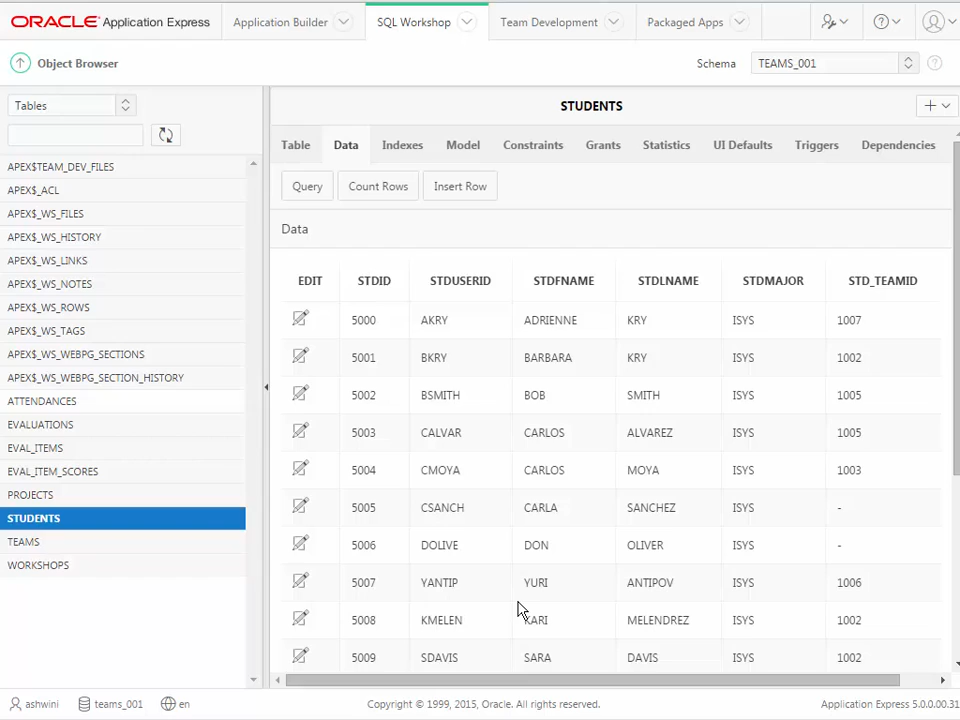 ORACLE Application Express Application Builder SQL Workshop Team Development Packaged Apps
Object Browser Schema TEAMS_001
Tables
APEX$TEAM_DEV_FILES
APEX$_ACL
APEX$_WS_FILES
APEX$_WS_HISTORY
APEX$_WS_LINKS
APEX$_WS_NOTES
APEX$_WS_ROWS
APEX$_WS_TAGS
APEX$_WS_WEBPG_SECTIONS
APEX$_WS_WEBPG_SECTION_HISTORY
ATTENDANCES
EVALUATIONS
EVAL_ITEMS
EVAL_ITEM_SCORES
PROJECTS
STUDENTS
TEAMS
WORKSHOPS
STUDENTS
Table Data Indexes Model Constraints Grants Statistics UI Defaults Triggers Dependencies
Query Count Rows Insert Row
Data
EDIT STDID STDUSERID STDFNAME STDLNAME STDMAJOR STD_TEAMID
5000 AKRY ADRIENNE KRY ISYS 1007
5001 BKRY BARBARA KRY ISYS 1002
5002 BSMITH BOB SMITH ISYS 1005
5003 CALVAR CARLOS ALVAREZ ISYS 1005
5004 CMOYA CARLOS MOYA ISYS 1003
5005 CSANCH CARLA SANCHEZ ISYS -
5006 DOLIVE DON OLIVER ISYS -
5007 YANTIP YURI ANTIPOV ISYS 1006
5008 KMELEN KARI MELENDREZ ISYS 1002
5009 SDAVIS SARA DAVIS ISYS 1002
ashwini teams_001 en Copyright © 1999, 2015, Oracle. All rights reserved. Application Express 5.0.0.00.31